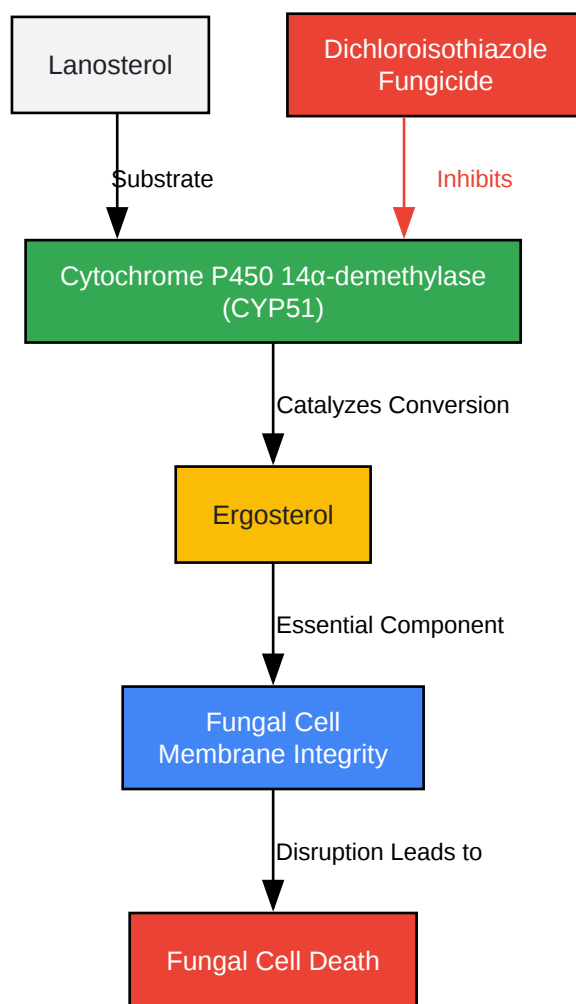 Lanosterol
Dichloroisothiazole
Fungicide
Substrate
Inhibits
Cytochrome P450 14α-demethylase
(CYP51)
Catalyzes Conversion
Ergosterol
Essential Component
Fungal Cell
Membrane Integrity
Disruption Leads to
Fungal Cell Death